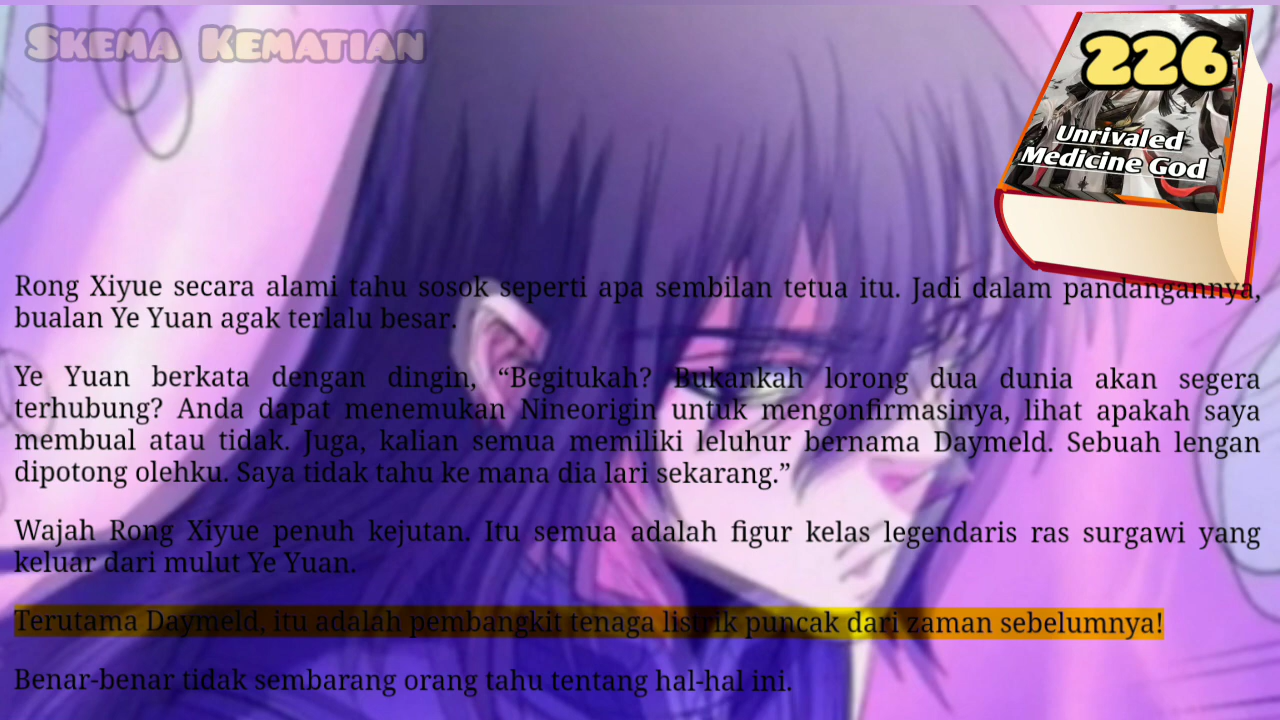 Skema Kematian
226
Unrivaled
Medicine God
Rong Xiyue secara alami tahu sosok seperti apa sembilan tetua itu. Jadi dalam pandangannya,
bualan Ye Yuan agak terlalu besar.
Ye Yuan berkata dengan dingin, “Begitukah? Bukankah lorong dua dunia akan segera
terhubung? Anda dapat menemukan Nineorigin untuk mengonfirmasinya, lihat apakah saya
membual atau tidak. Juga, kalian semua memiliki leluhur bernama Daymeld. Sebuah lengan
dipotong olehku. Saya tidak tahu ke mana dia lari sekarang.”
Wajah Rong Xiyue penuh kejutan. Itu semua adalah figur kelas legendaris ras surgawi yang
keluar dari mulut Ye Yuan.
Terutama Daymeld, itu adalah pembangkit tenaga listrik puncak dari zaman sebelumnya!
Benar-benar tidak sembarang orang tahu tentang hal-hal ini.